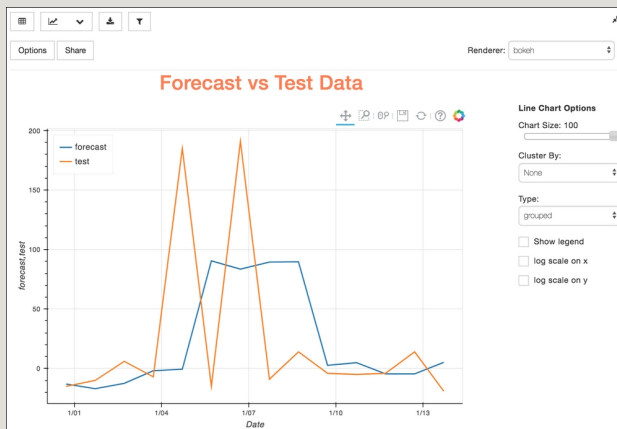 Options
Share
Renderer:
bokeh
Forecast vs Test Data
forecast
test
200
150
100
50
0
forecast,test
1/01
1/04
1/07
1/10
1/13
Date
Line Chart Options
Chart Size: 100
Cluster By:
None
Type:
grouped
Show legend
log scale on x
log scale on y